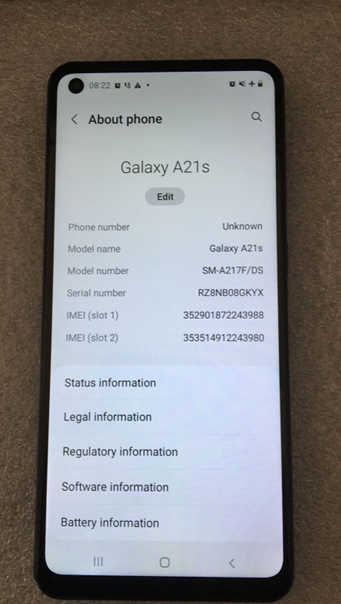 08:22
About phone
Galaxy A21s
Edit
Phone number Unknown
Model name Galaxy A21s
Model number SM-A217F/DS
Serial number RZ8NB08GKYX
IMEI (slot 1) 352901872243988
IMEI (slot 2) 353514912243980
Status information
Legal information
Regulatory information
Software information
Battery information